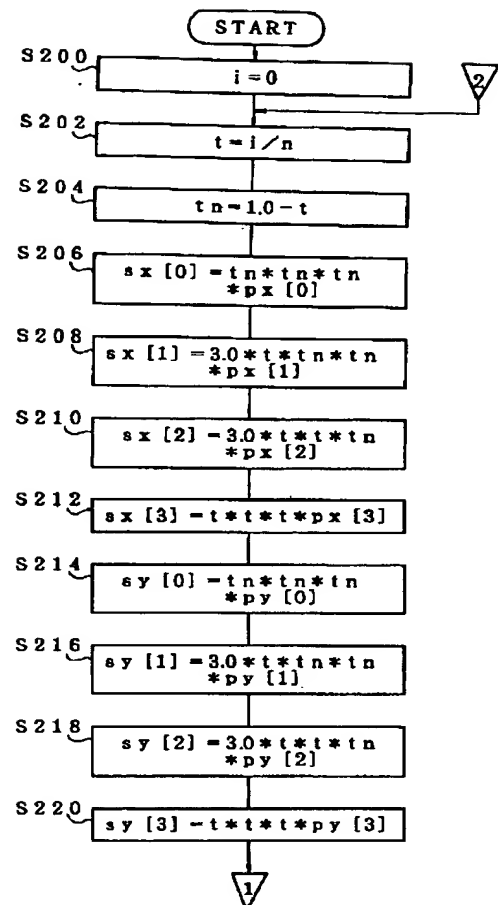 START
S200
i=0
2
S202
t=i/n
S204
tn=1.0-t
S206
sx [0] =tn*tn*tn
*px [0]
S208
sx [1] =3.0*t*tn*tn
*px [1]
S210
sx [2] =3.0*t*t*tn
*px [2]
S212
sx [3] =t*t*t*px [3]
S214
sy [0] =tn*tn*tn
*py [0]
S216
sy [1] =3.0*t*tn*tn
*py [1]
S218
sy [2] =3.0*t*t*tn
*py [2]
S220
sy [3] =t*t*t*py [3]
1